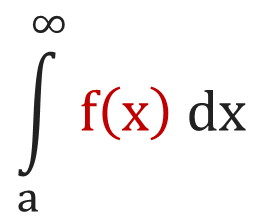 ∞
∫ f(x) dx
a